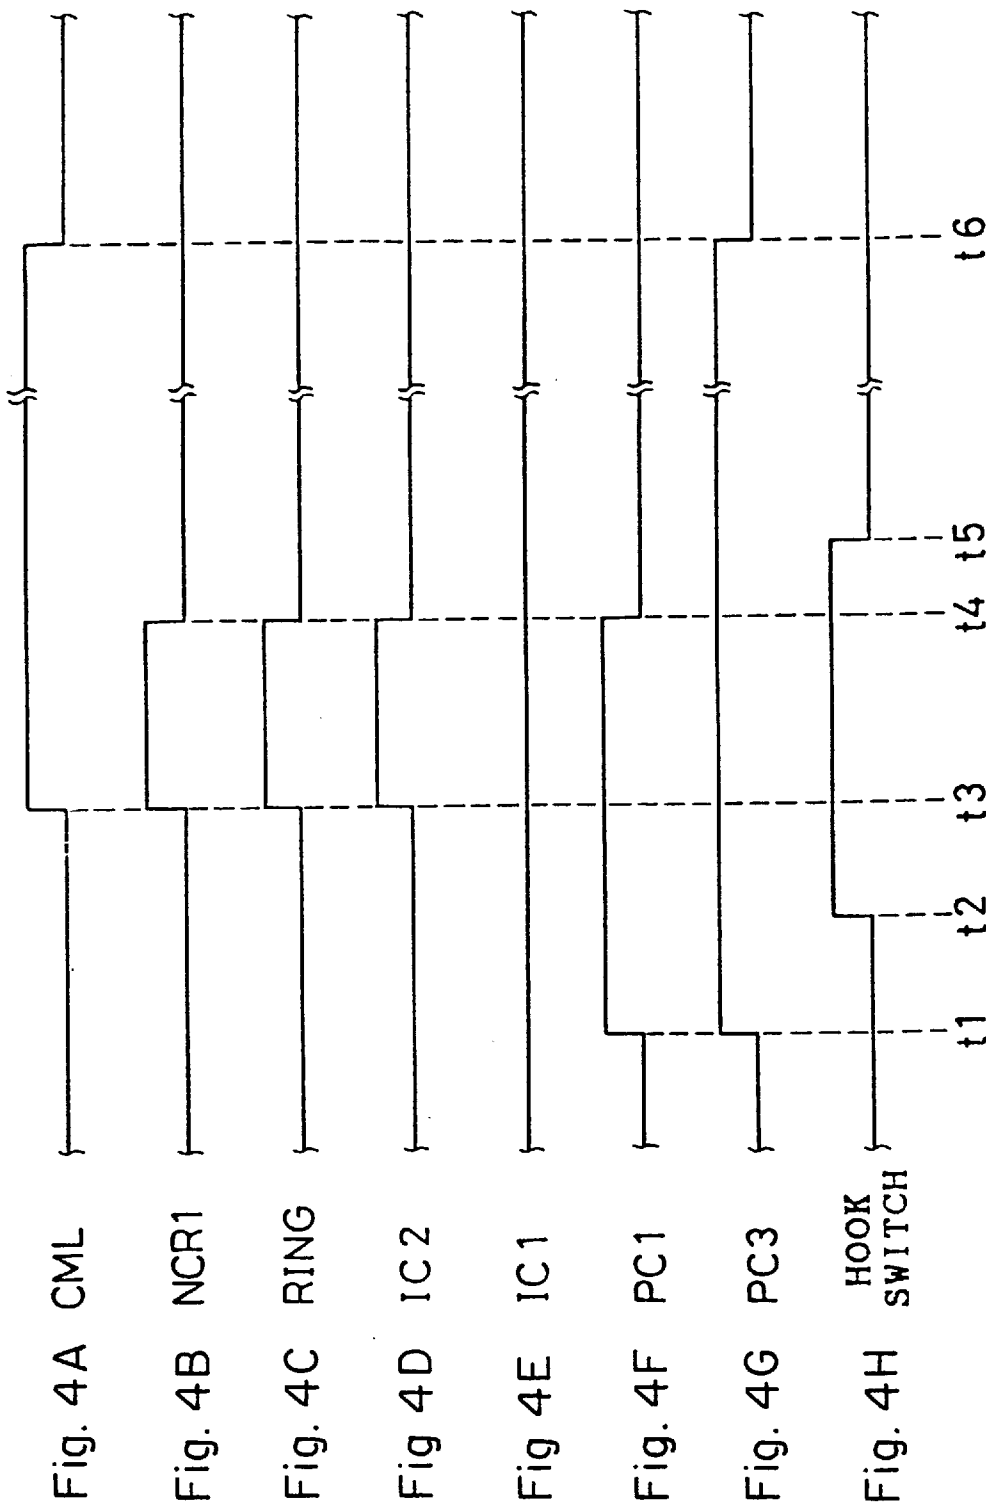 Fig. 4A CML
Fig. 4B NCR1
Fig. 4C RING
Fig 4D IC2
Fig 4E IC1
Fig. 4F PC1
Fig. 4G PC3
Fig. 4H HOOK
SWITCH
t1 t2 t3 t4 t5 t6